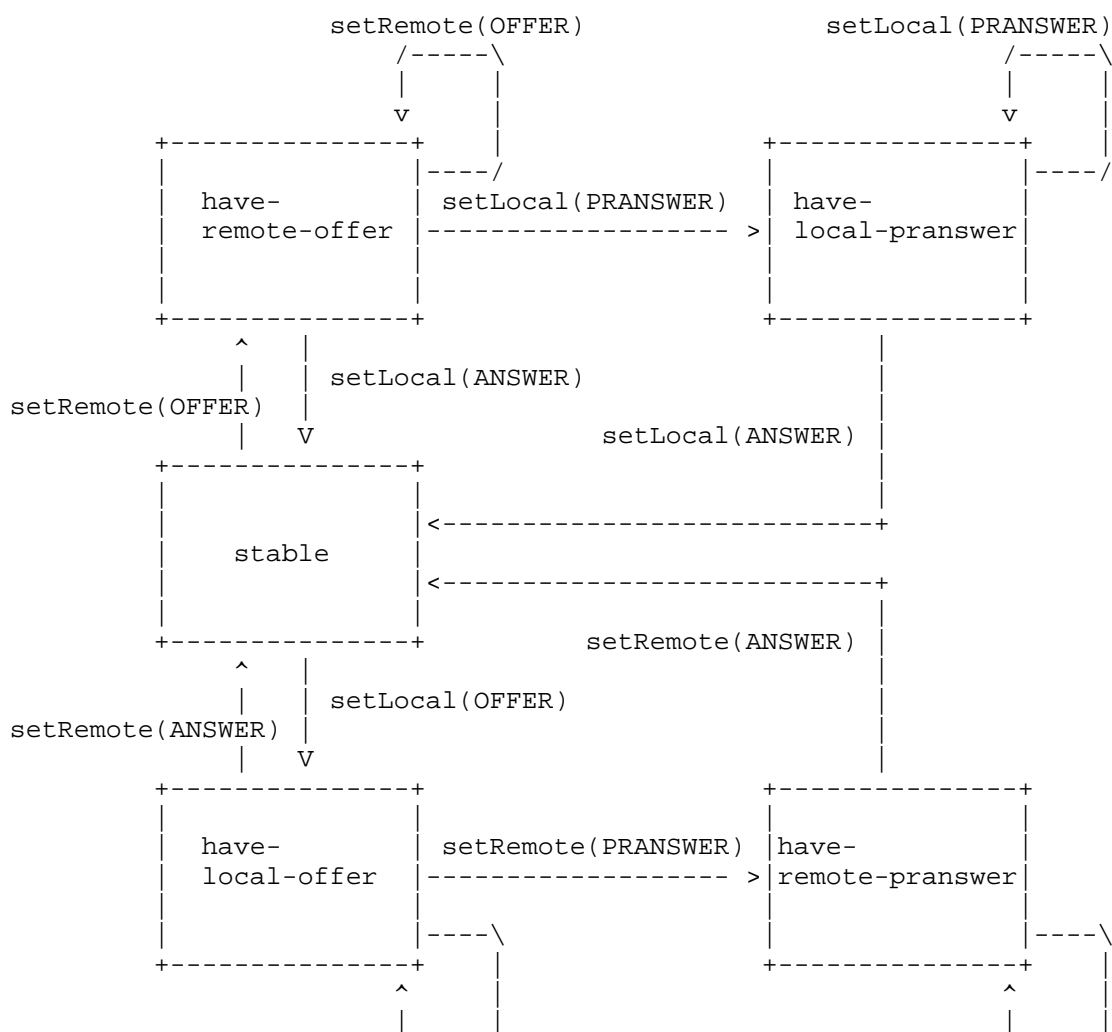 setRemote(OFFER) setLocal(PRANSWER)
have- setLocal(PRANSWER) have-
remote-offer local-pranswer
setLocal(ANSWER)
setRemote(OFFER)
setLocal(ANSWER)
stable
setRemote(ANSWER)
setLocal(OFFER)
setRemote(ANSWER)
have- setRemote(PRANSWER) have-
local-offer remote-pranswer